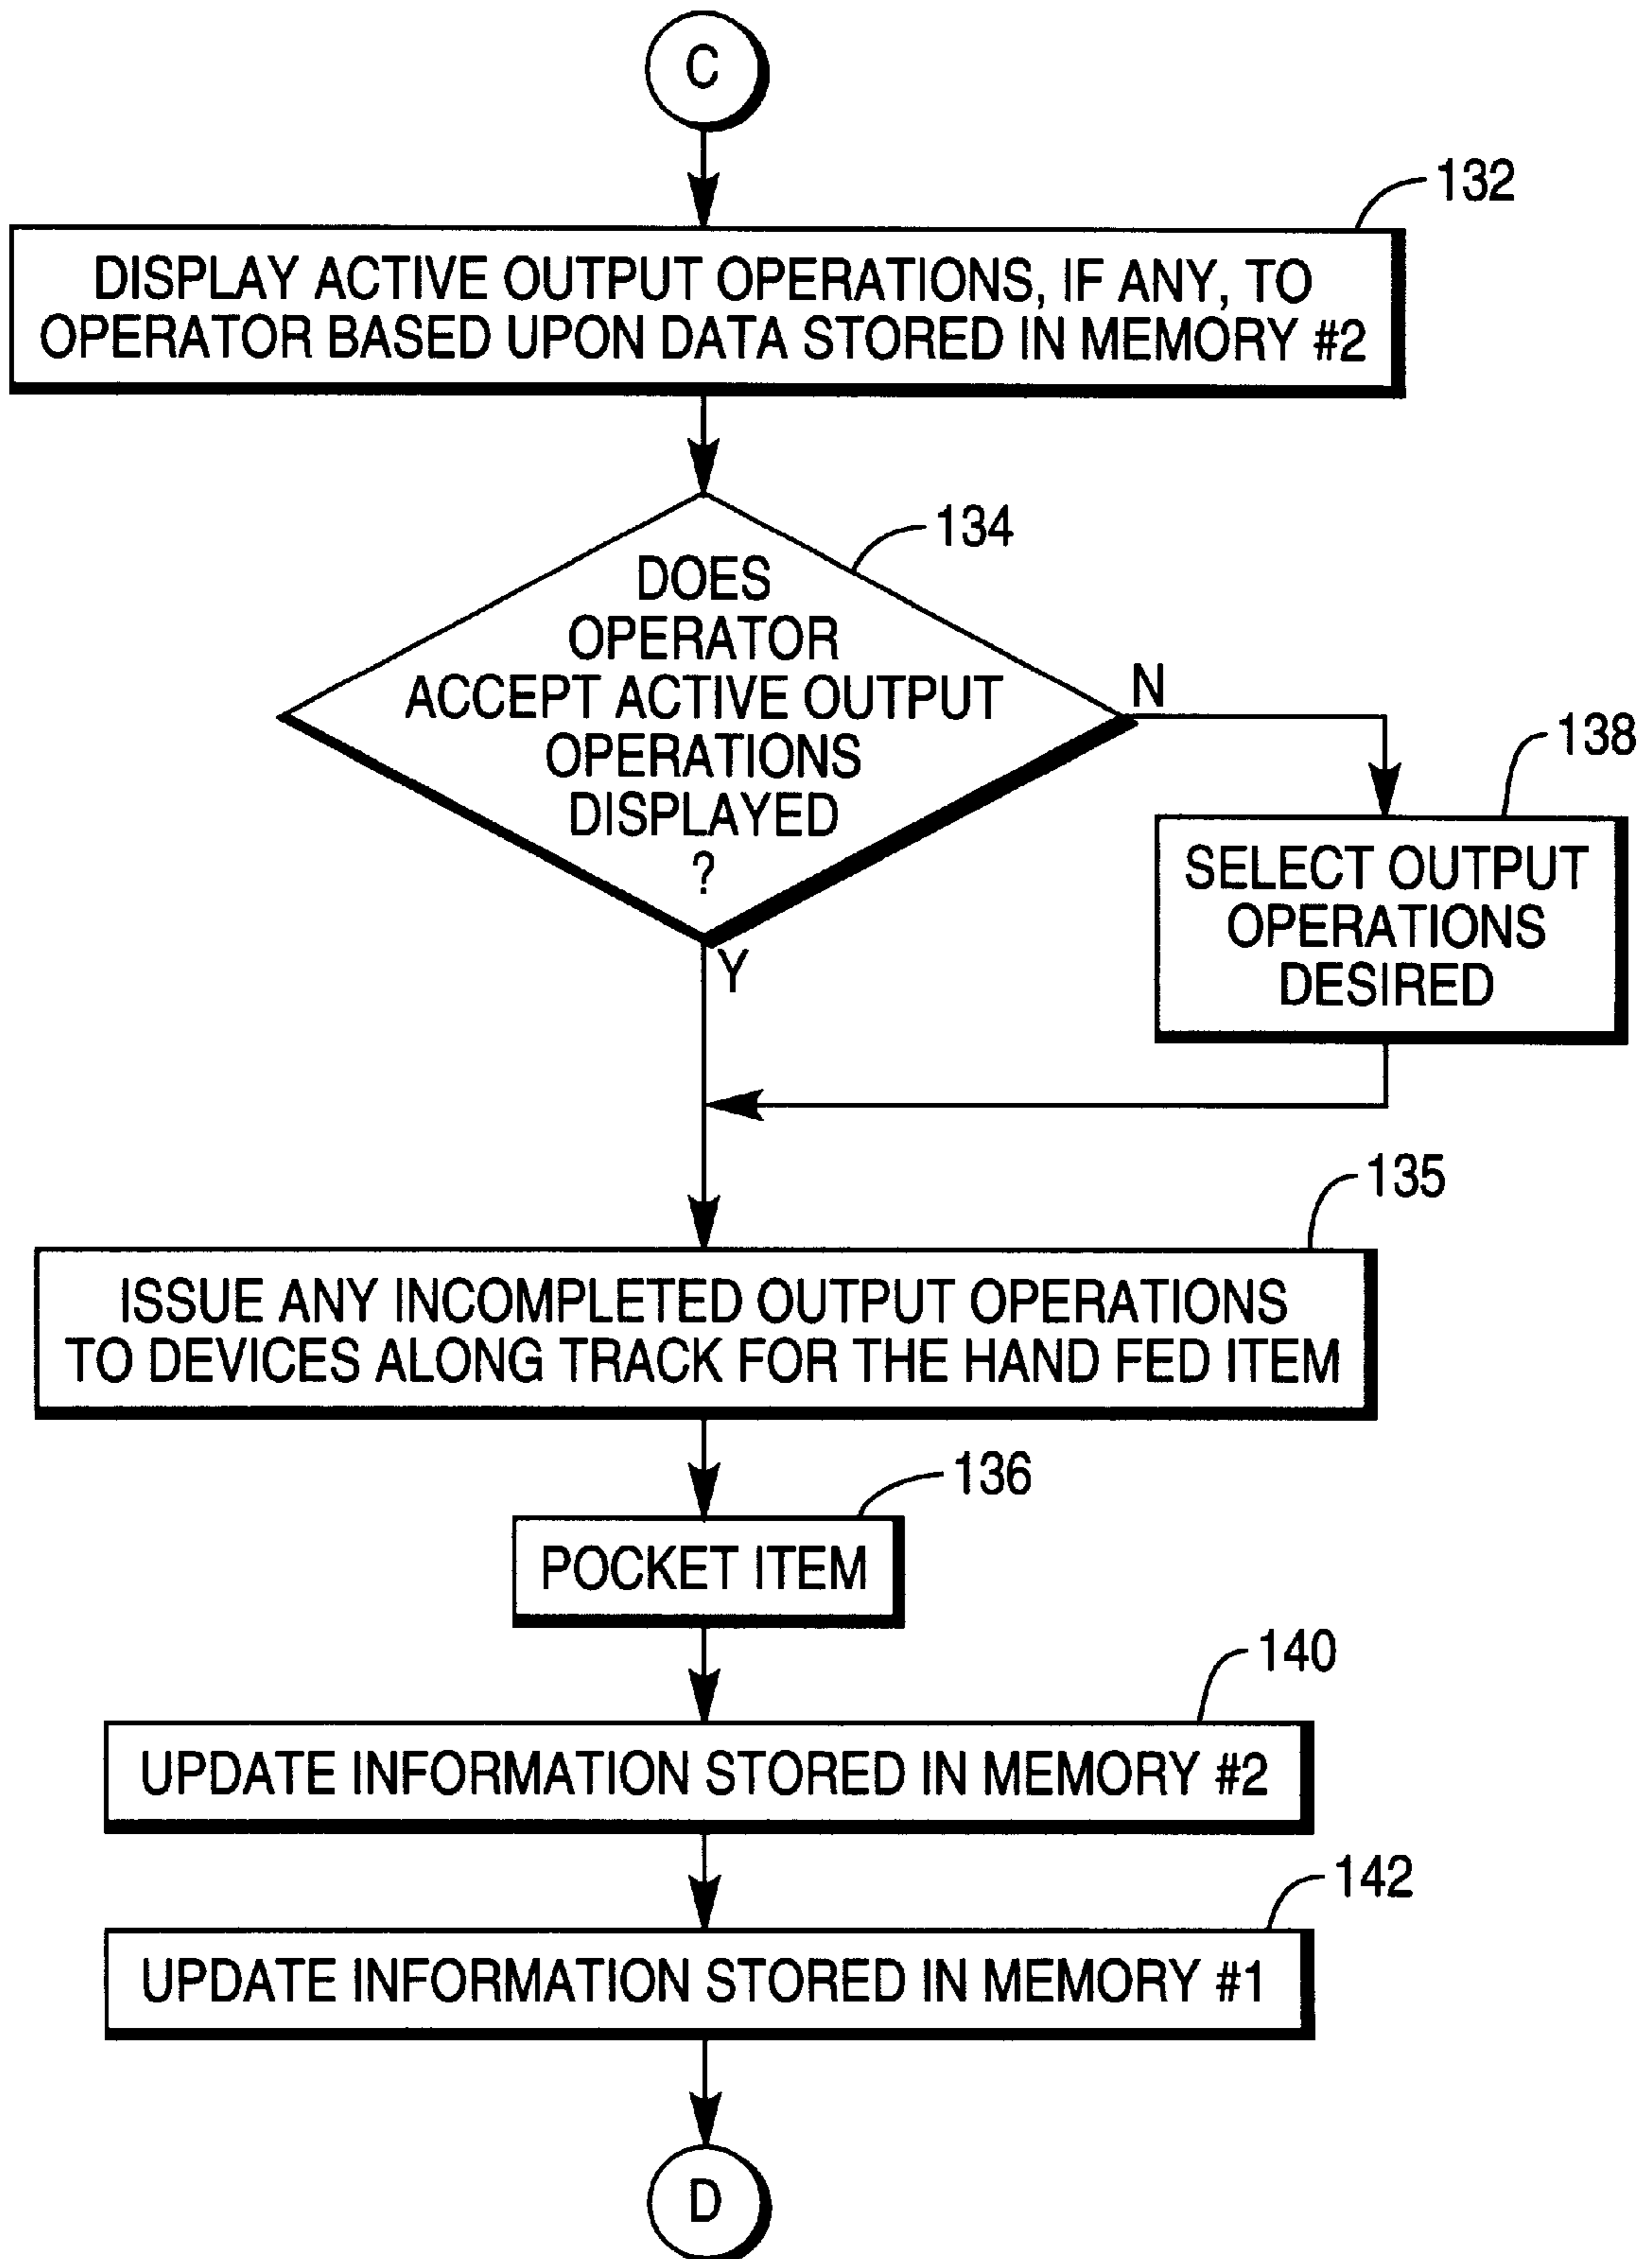 C
132
DISPLAY ACTIVE OUTPUT OPERATIONS, IF ANY, TO
OPERATOR BASED UPON DATA STORED IN MEMORY #2
134
DOES
OPERATOR
ACCEPT ACTIVE OUTPUT
OPERATIONS
DISPLAYED
?
N
Y
138
SELECT OUTPUT
OPERATIONS
DESIRED
135
ISSUE ANY INCOMPLETED OUTPUT OPERATIONS
TO DEVICES ALONG TRACK FOR THE HAND FED ITEM
136
POCKET ITEM
140
UPDATE INFORMATION STORED IN MEMORY #2
142
UPDATE INFORMATION STORED IN MEMORY #1
D